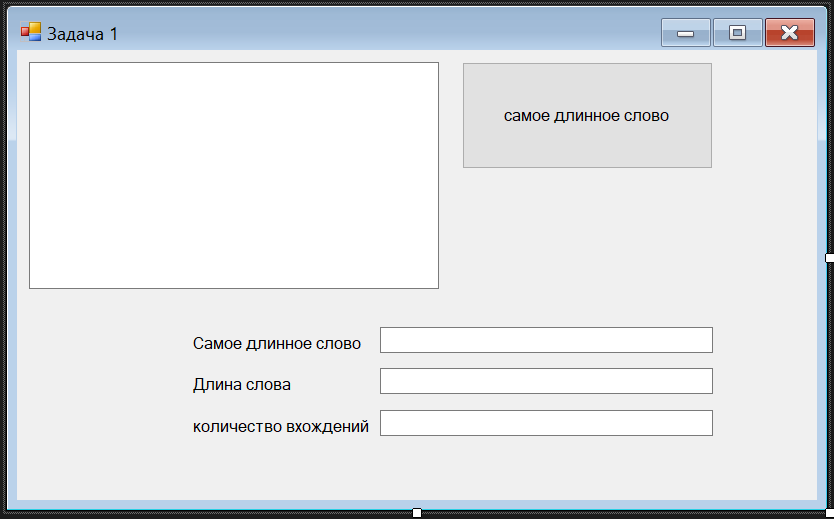 Задача 1
самое длинное слово
Самое длинное слово
Длина слова
количество вхождений